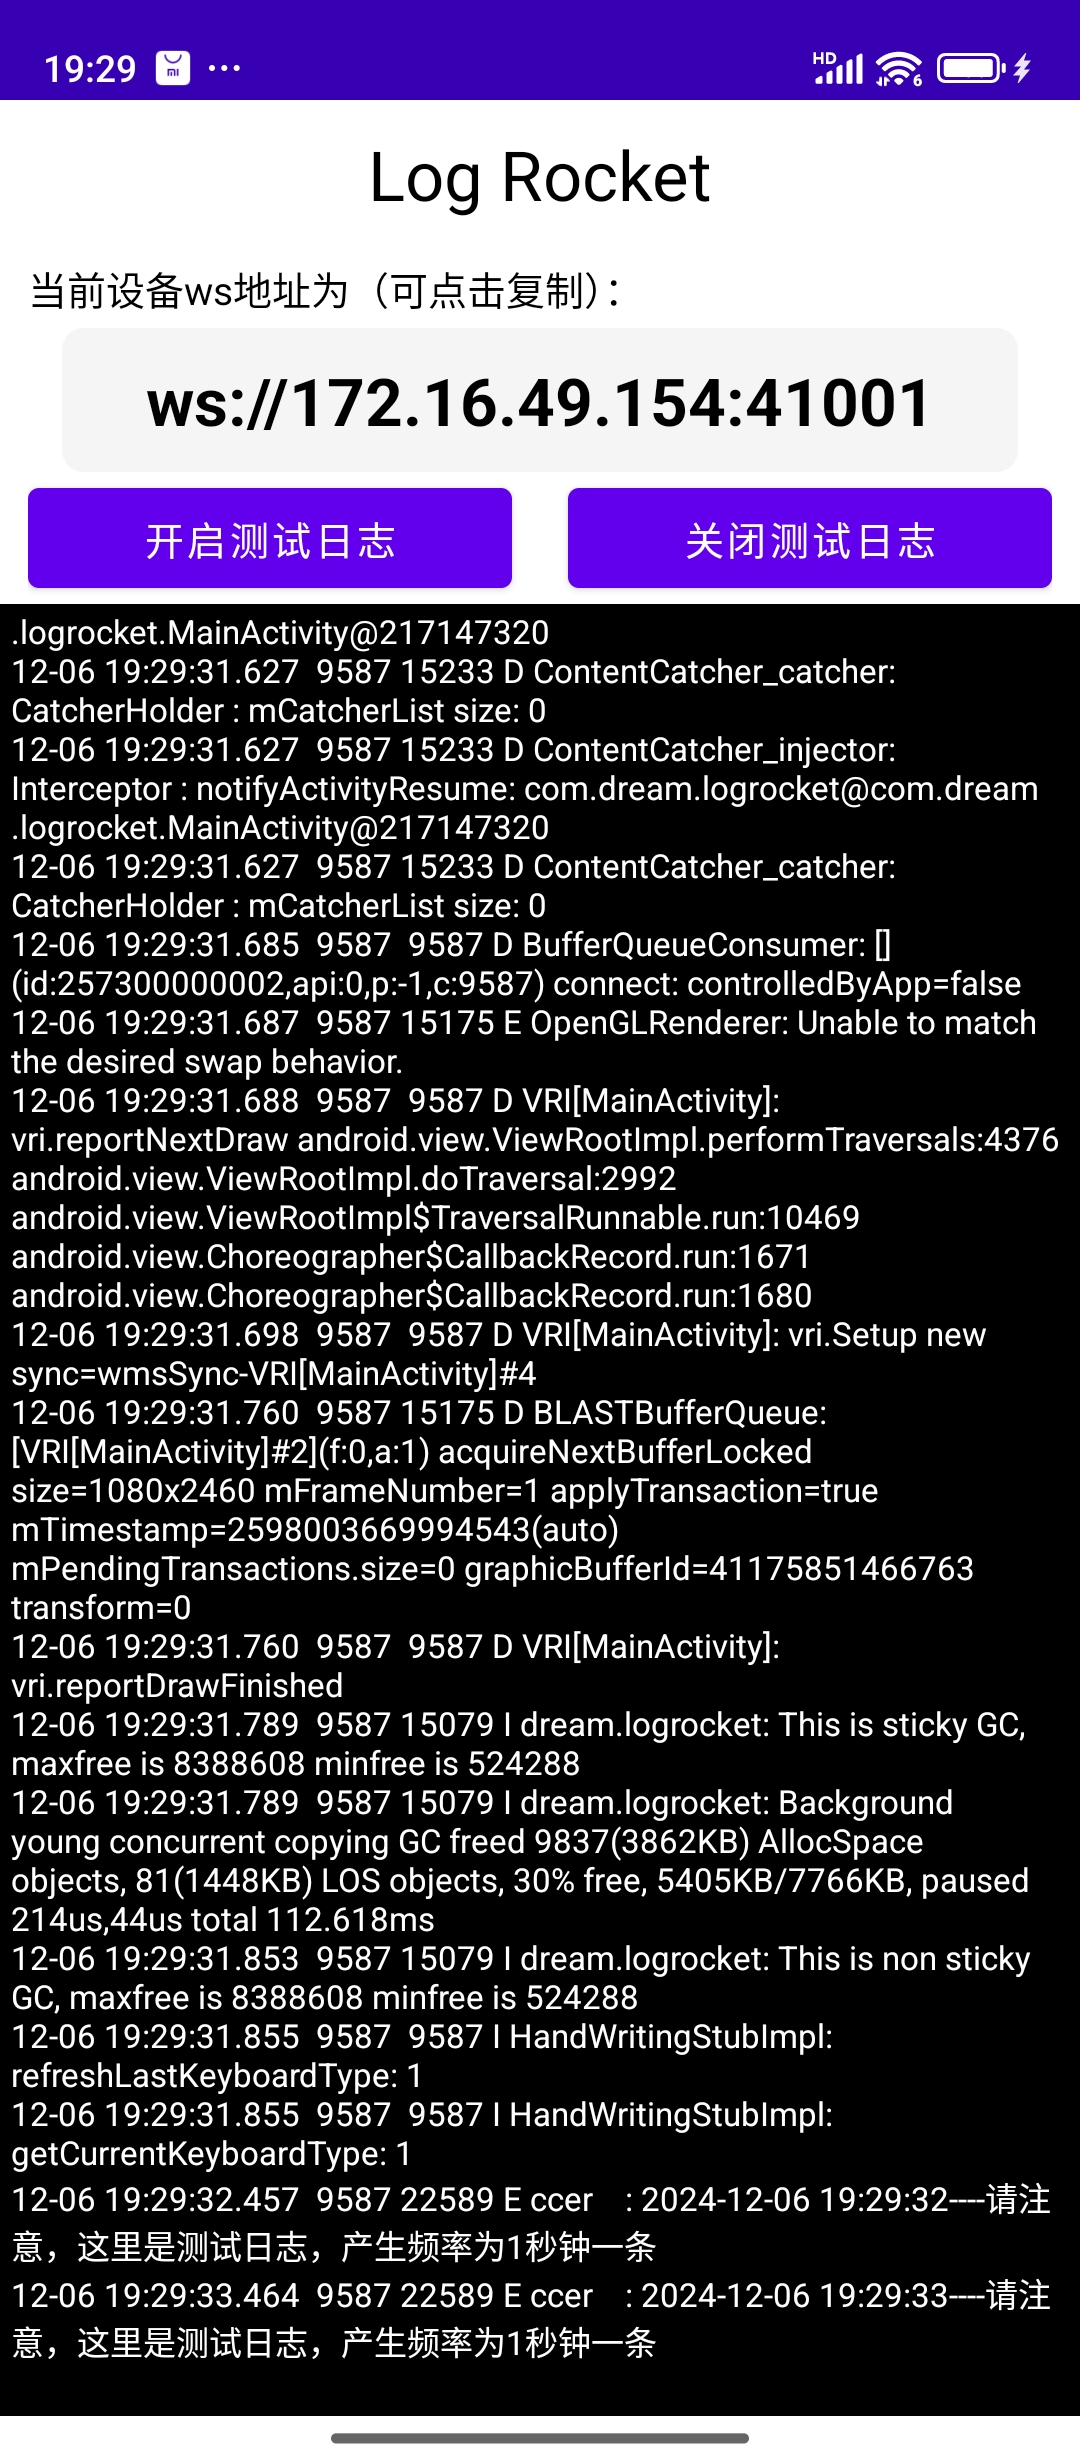 19:29
HD
6
Log Rocket
当前设备ws地址为（可点击复制）：
ws://172.16.49.154:41001
开启测试日志
关闭测试日志
.logrocket.MainActivity@217147320
12-06 19:29:31.627  9587 15233 D ContentCatcher_catcher:
CatcherHolder : mCatcherList size: 0
12-06 19:29:31.627  9587 15233 D ContentCatcher_injector:
Interceptor : notifyActivityResume: com.dream.logrocket@com.dream
.logrocket.MainActivity@217147320
12-06 19:29:31.627  9587 15233 D ContentCatcher_catcher:
CatcherHolder : mCatcherList size: 0
12-06 19:29:31.685  9587  9587 D BufferQueueConsumer: []
(id:257300000002,api:0,p:-1,c:9587) connect: controlledByApp=false
12-06 19:29:31.687  9587 15175 E OpenGLRenderer: Unable to match
the desired swap behavior.
12-06 19:29:31.688  9587  9587 D VRI[MainActivity]:
vri.reportNextDraw android.view.ViewRootImpl.performTraversals:4376
android.view.ViewRootImpl.doTraversal:2992
android.view.ViewRootImpl$TraversalRunnable.run:10469
android.view.Choreographer$CallbackRecord.run:1671
android.view.Choreographer$CallbackRecord.run:1680
12-06 19:29:31.698  9587  9587 D VRI[MainActivity]: vri.Setup new
sync=wmsSync-VRI[MainActivity]#4
12-06 19:29:31.760  9587 15175 D BLASTBufferQueue:
[VRI[MainActivity]#2](f:0,a:1) acquireNextBufferLocked
size=1080x2460 mFrameNumber=1 applyTransaction=true
mTimestamp=2598003669994543(auto)
mPendingTransactions.size=0 graphicBufferId=41175851466763
transform=0
12-06 19:29:31.760  9587  9587 D VRI[MainActivity]:
vri.reportDrawFinished
12-06 19:29:31.789  9587 15079 I dream.logrocket: This is sticky GC,
maxfree is 8388608 minfree is 524288
12-06 19:29:31.789  9587 15079 I dream.logrocket: Background
young concurrent copying GC freed 9837(3862KB) AllocSpace
objects, 81(1448KB) LOS objects, 30% free, 5405KB/7766KB, paused
214us,44us total 112.618ms
12-06 19:29:31.853  9587 15079 I dream.logrocket: This is non sticky
GC, maxfree is 8388608 minfree is 524288
12-06 19:29:31.855  9587  9587 I HandWritingStubImpl:
refreshLastKeyboardType: 1
12-06 19:29:31.855  9587  9587 I HandWritingStubImpl:
getCurrentKeyboardType: 1
12-06 19:29:32.457  9587 22589 E ccer    : 2024-12-06 19:29:32----请注
意，这里是测试日志，产生频率为1秒钟一条
12-06 19:29:33.464  9587 22589 E ccer    : 2024-12-06 19:29:33----请注
意，这里是测试日志，产生频率为1秒钟一条